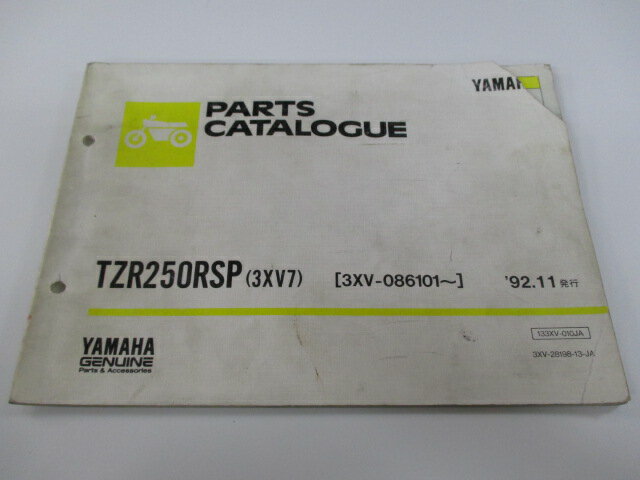 YAMAH
PARTS
CATALOGUE
TZR250RSP (3XV7) [3XV-086101～] '92.11 発行
133XV-010JA
3XV-28198-13-JA
YAMAHA
GENUINE
Parts & Accessories